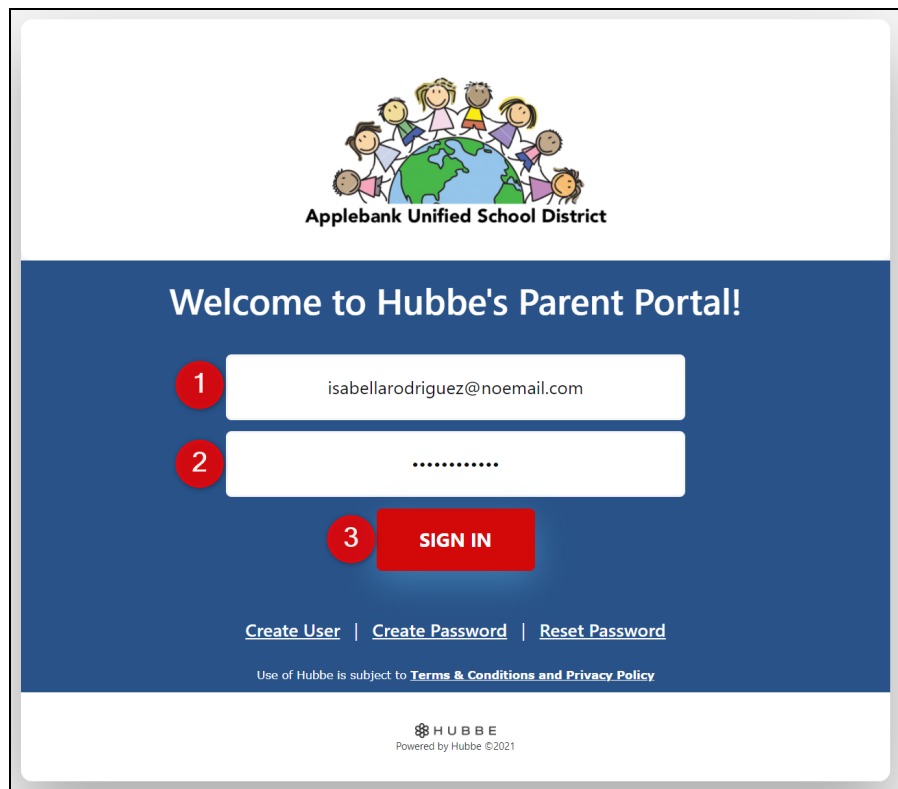 Applebank Unified School District
Welcome to Hubbe's Parent Portal!
1
isabellarodriguez@noemail.com
2
••••••••••••
3 SIGN IN
Create User | Create Password | Reset Password
Use of Hubbe is subject to Terms & Conditions and Privacy Policy
HUBBE
Powered by Hubbe ©2021